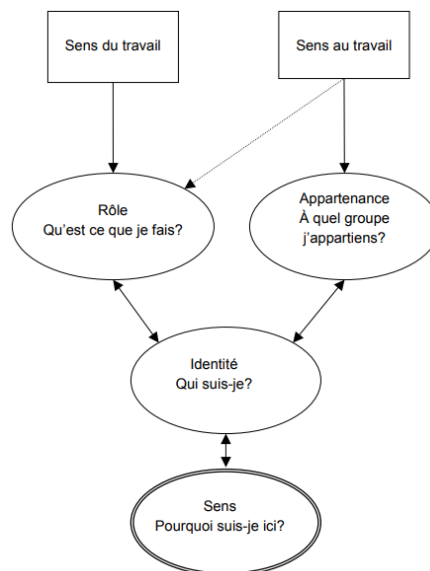 Sens du travail
Sens au travail
Rôle
Qu'est ce que je fais?
Appartenance
À quel groupe
j'appartiens?
Identité
Qui suis-je?
Sens
Pourquoi suis-je ici?